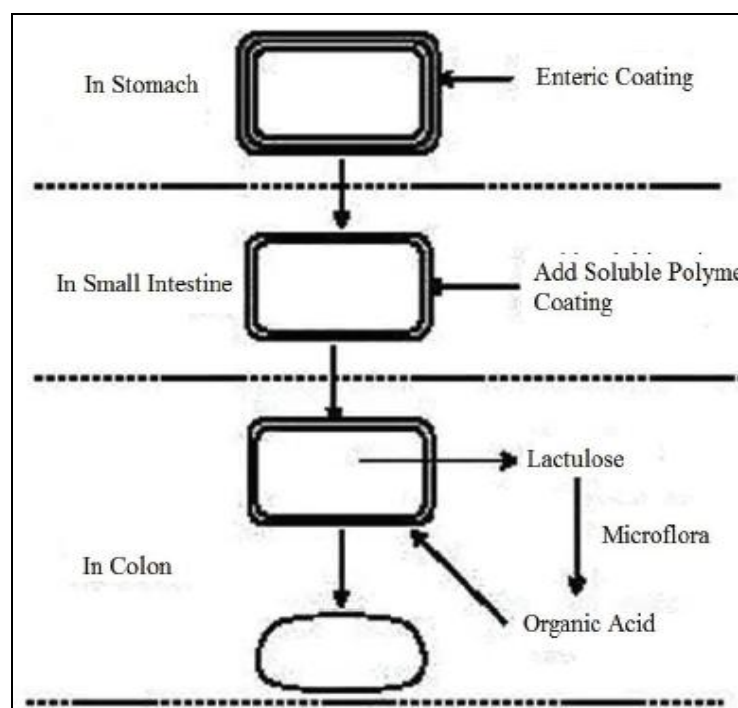 In Stomach
Enteric Coating
In Small Intestine
Add Soluble Polyme
Coating
Lactulose
Microflora
In Colon
Organic Acid